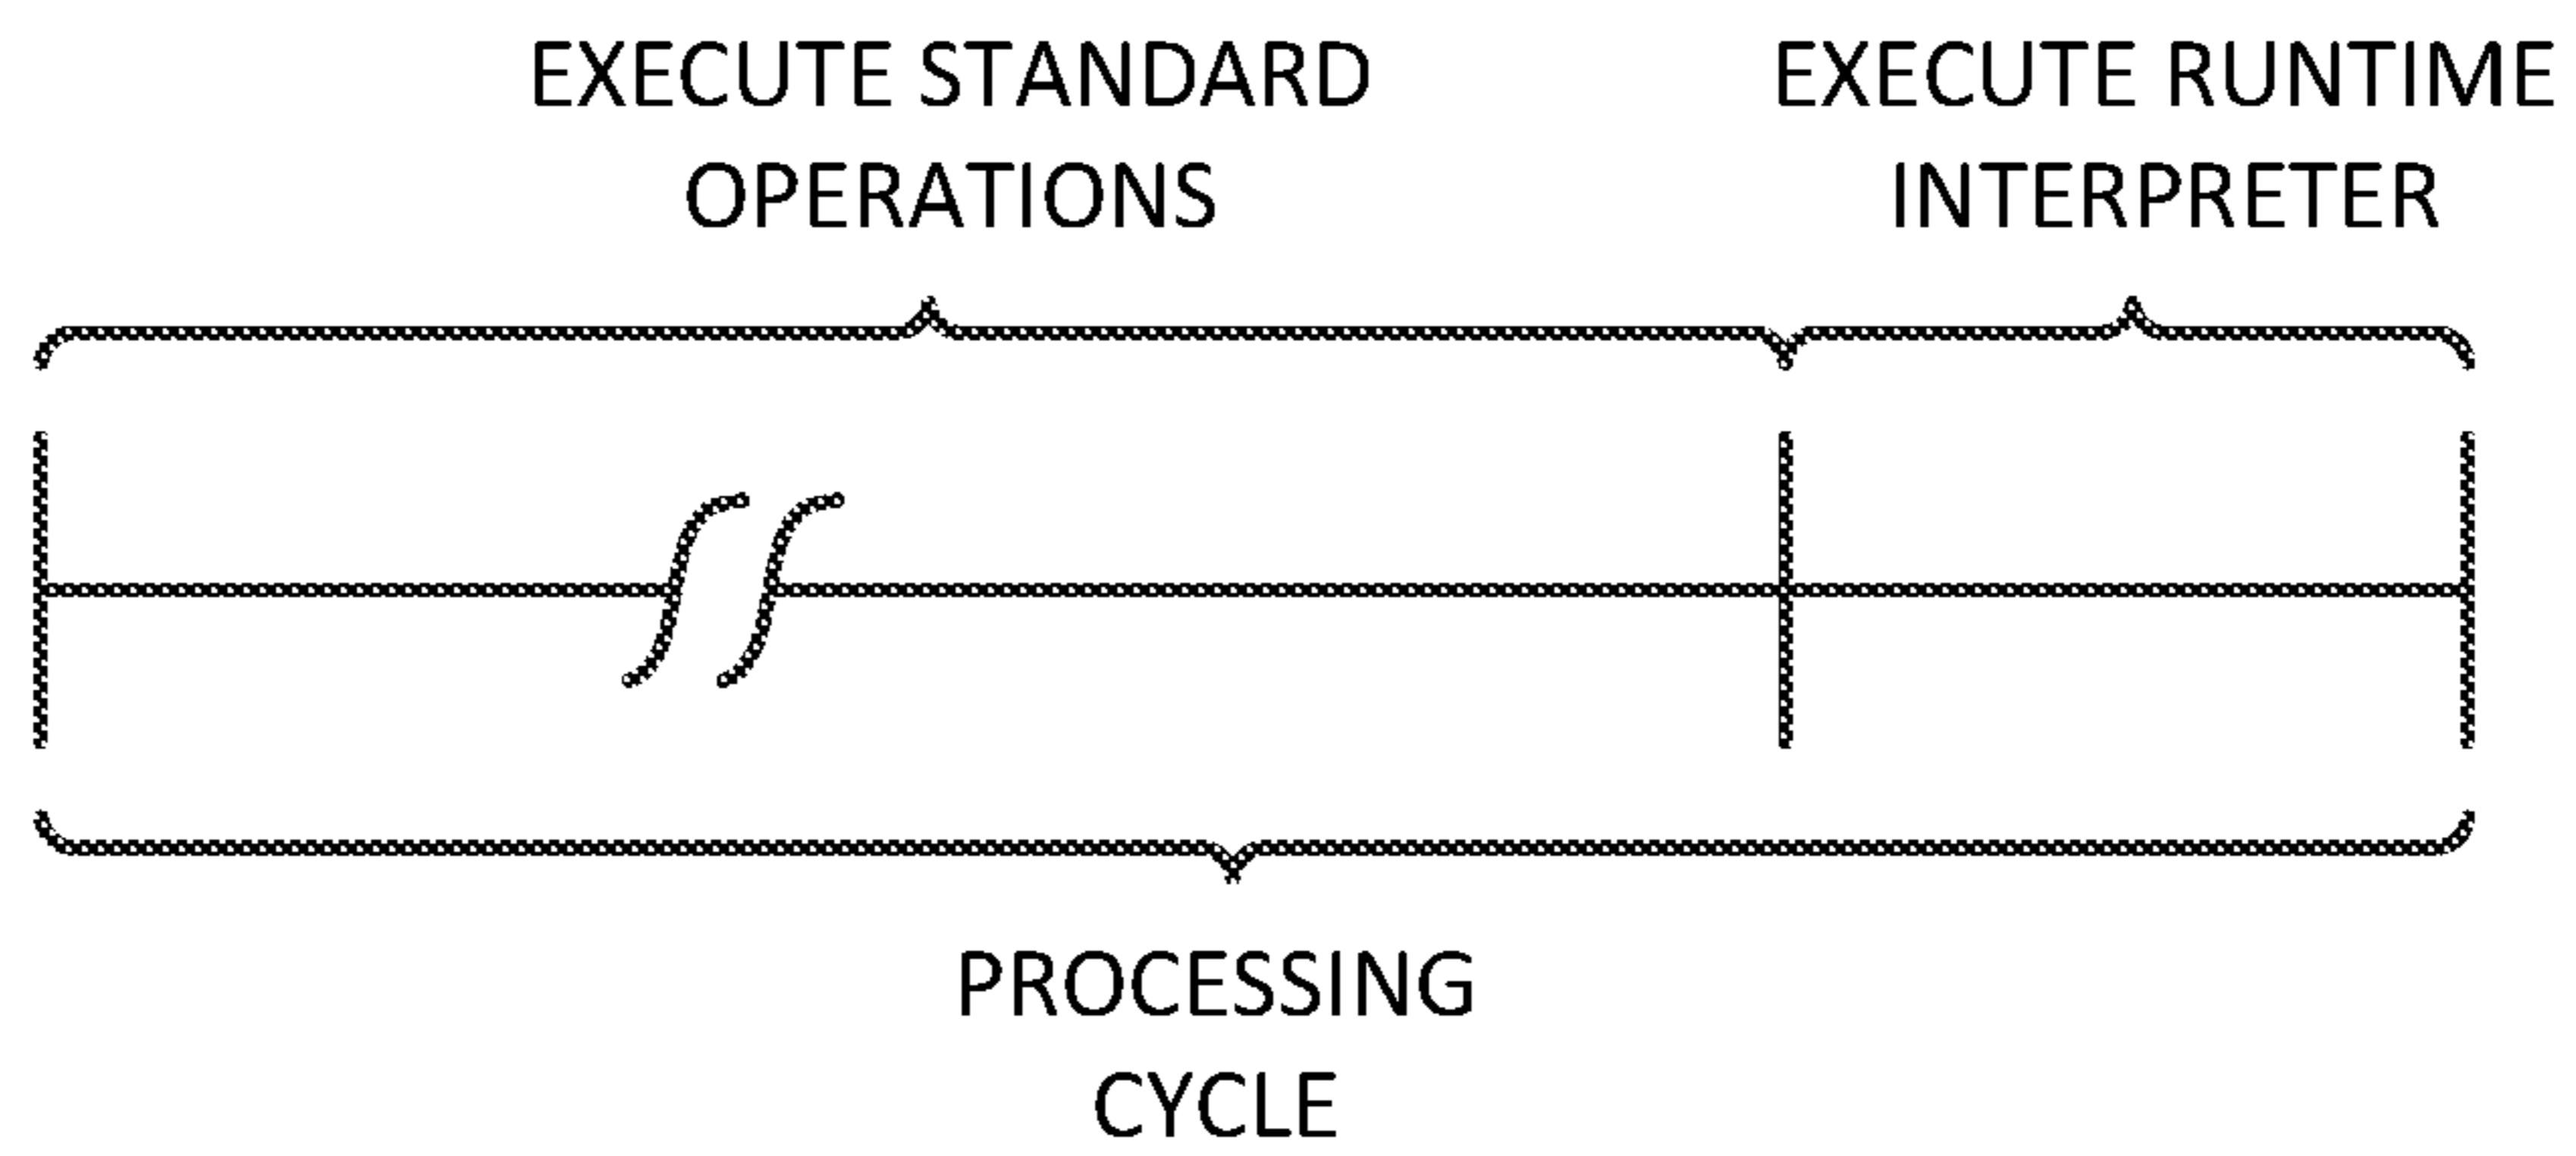 EXECUTE STANDARD
OPERATIONS
EXECUTE RUNTIME
INTERPRETER
PROCESSING
CYCLE